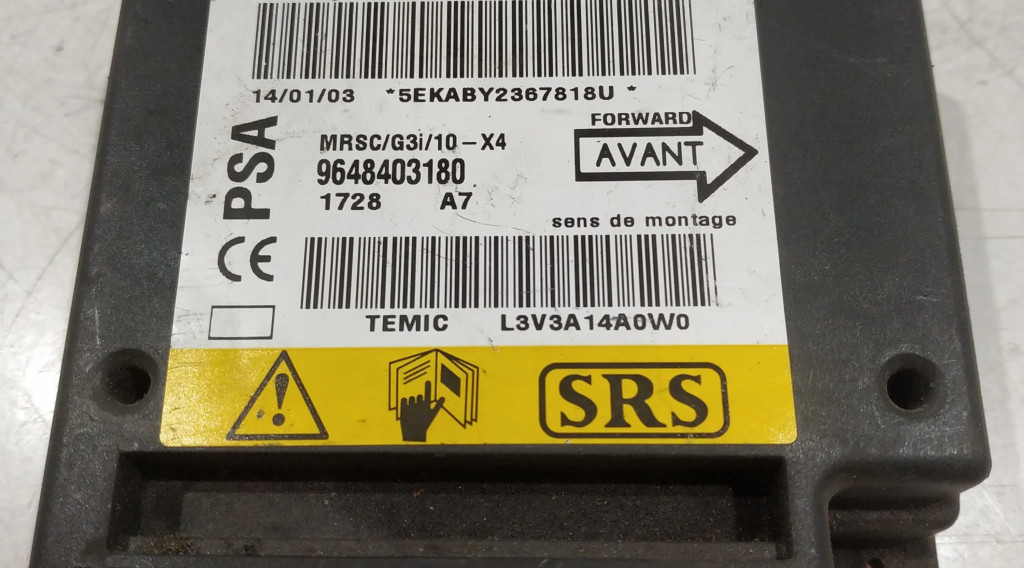 14/01/03 *5EKABY2367818U *
PSA
MRSC/G3i/10-X4
9648403180
1728 A7
FORWARD
AVANT
sens de montage
CE
TEMIC L3V3A14A0W0
SRS